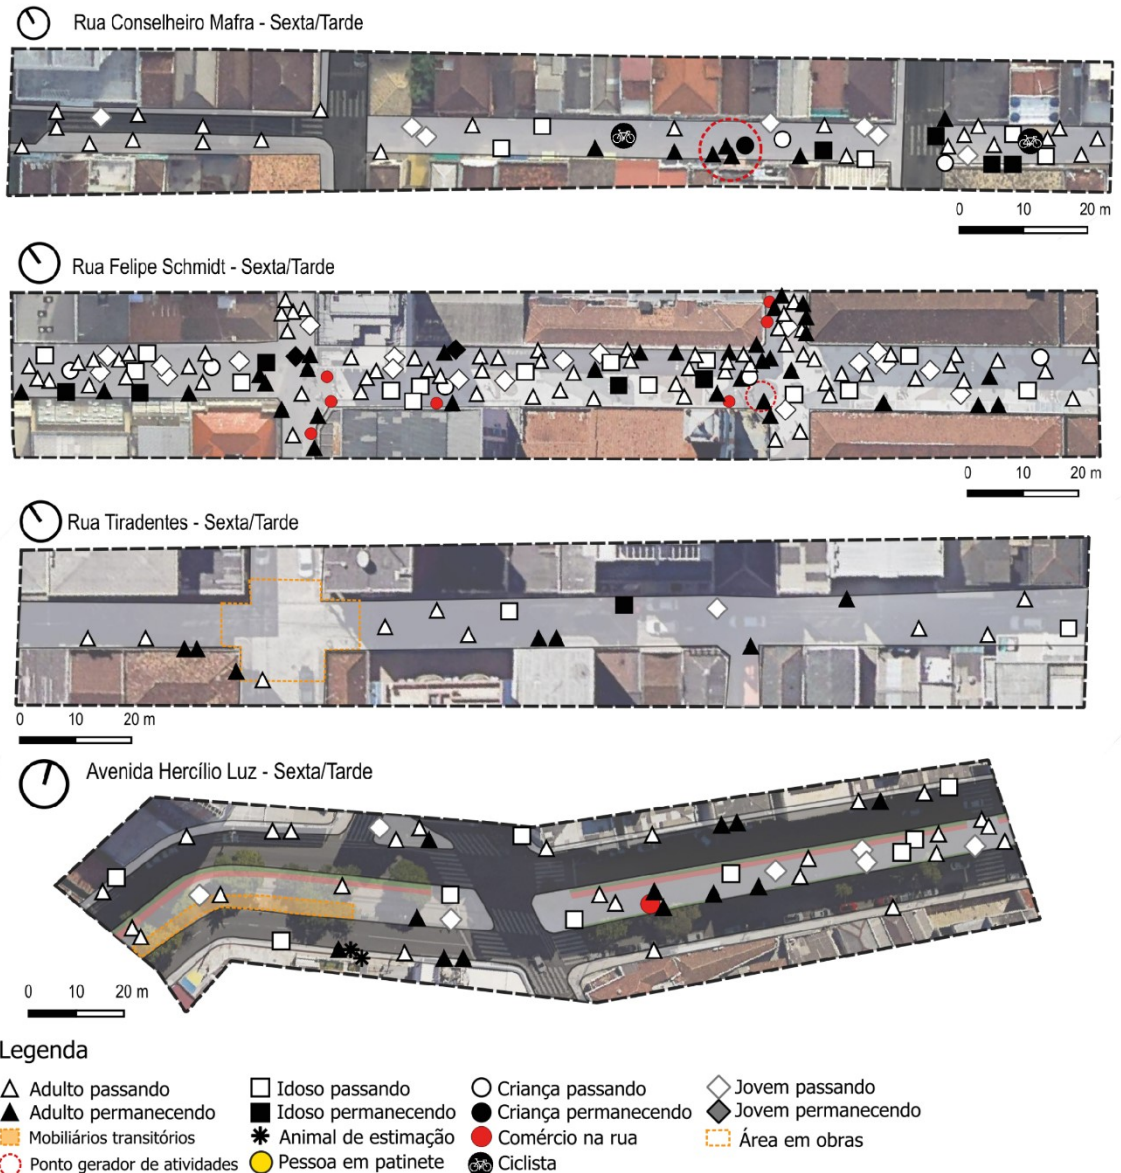 Rua Conselheiro Mafra - Sexta/Tarde
0 10 20 m
Rua Felipe Schmidt - Sexta/Tarde
0 10 20 m
Rua Tiradentes - Sexta/Tarde
0 10 20 m
Avenida Hercílio Luz - Sexta/Tarde
0 10 20 m
Legenda
Adulto passando
Idoso passando
Criança passando
Jovem passando
Adulto permanecendo
Idoso permanecendo
Criança permanecendo
Jovem permanecendo
Mobiliários transitórios
Animal de estimação
Comércio na rua
Área em obras
Ponto gerador de atividades
Pessoa em patinete
Ciclista